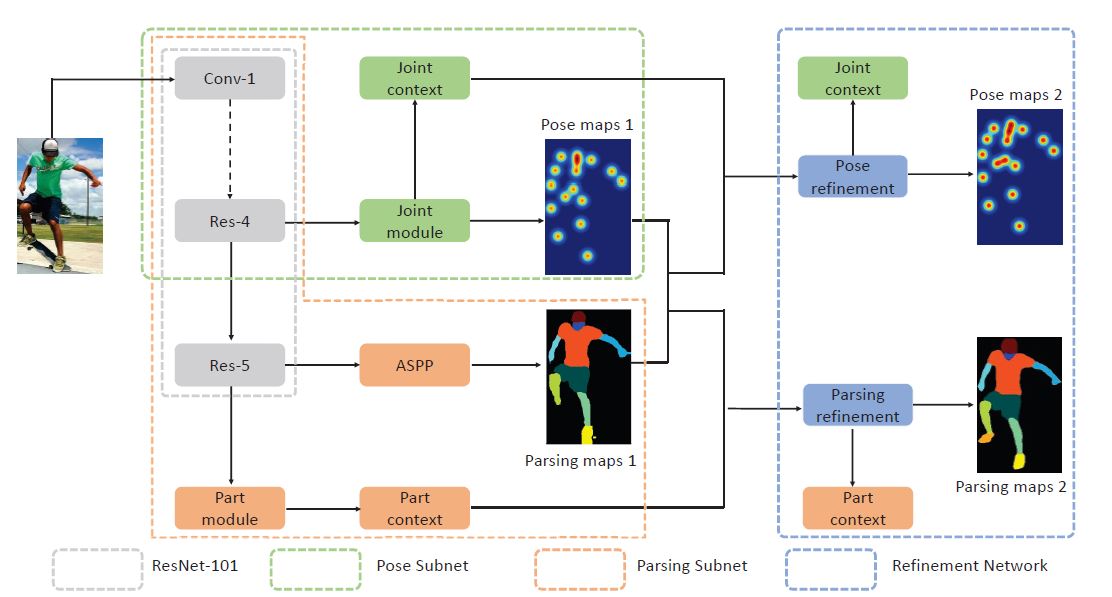 Conv-1
Joint
context
Joint
context
Pose maps 2
Pose maps 1
Pose
refinement
Res-4
Joint
module
Res-5
ASPP
Parsing
refinement
Parsing maps 1
Part
module
Part
context
Parsing maps 2
Part
context
ResNet-101
Pose Subnet
Parsing Subnet
Refinement Network